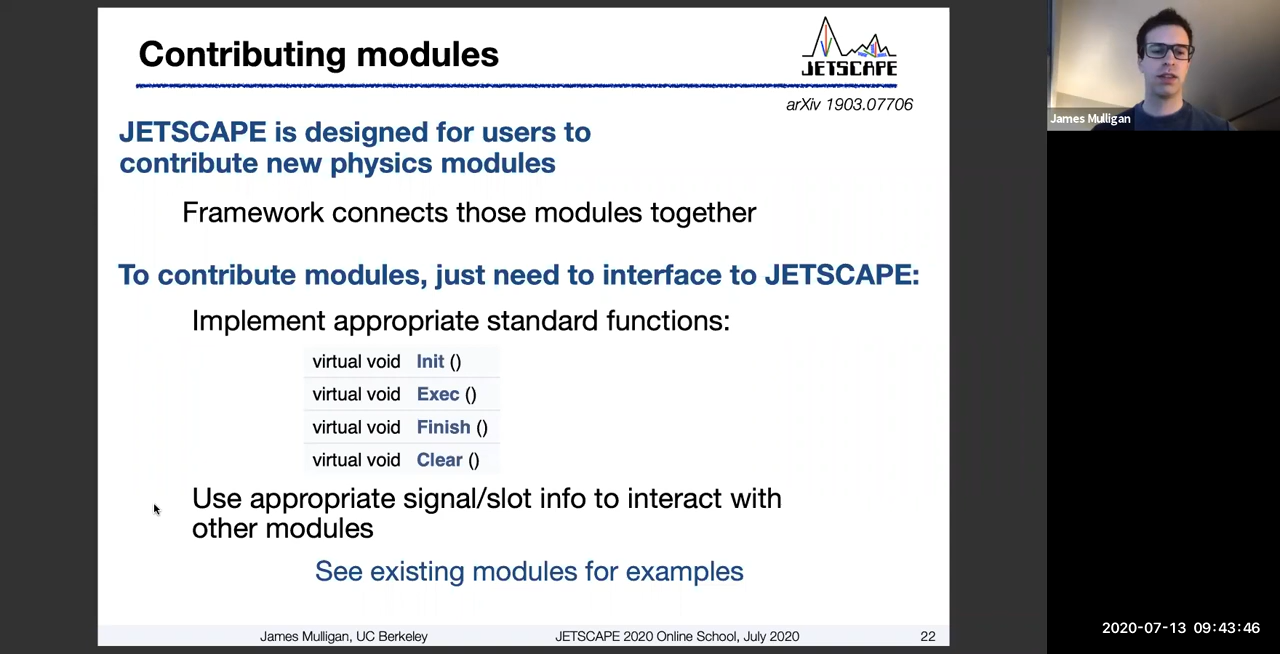 Contributing modules
JETSCAPE
arXiv 1903.07706
JETSCAPE is designed for users to
contribute new physics modules
Framework connects those modules together
To contribute modules, just need to interface to JETSCAPE:
Implement appropriate standard functions:
virtual void Init ()
virtual void Exec ()
virtual void Finish ()
virtual void Clear ()
Use appropriate signal/slot info to interact with
other modules
See existing modules for examples
James Mulligan, UC Berkeley
JETSCAPE 2020 Online School, July 2020
22
James Mulligan
2020-07-13 09:43:46